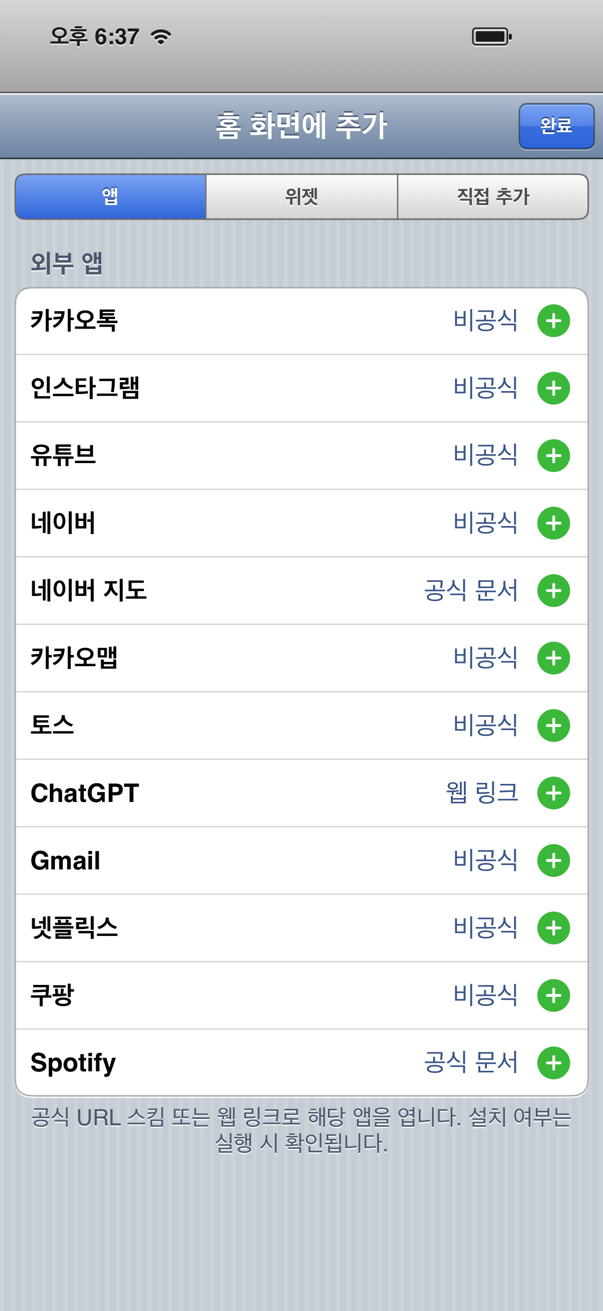 오후 6:37
홈 화면에 추가
완료
앱 위젯 직접 추가
외부 앱
카카오톡 비공식
인스타그램 비공식
유튜브 비공식
네이버 비공식
네이버 지도 공식 문서
카카오맵 비공식
토스 비공식
ChatGPT 웹 링크
Gmail 비공식
넷플릭스 비공식
쿠팡 비공식
Spotify 공식 문서
공식 URL 스킴 또는 웹 링크로 해당 앱을 엽니다. 설치 여부는
실행 시 확인됩니다.